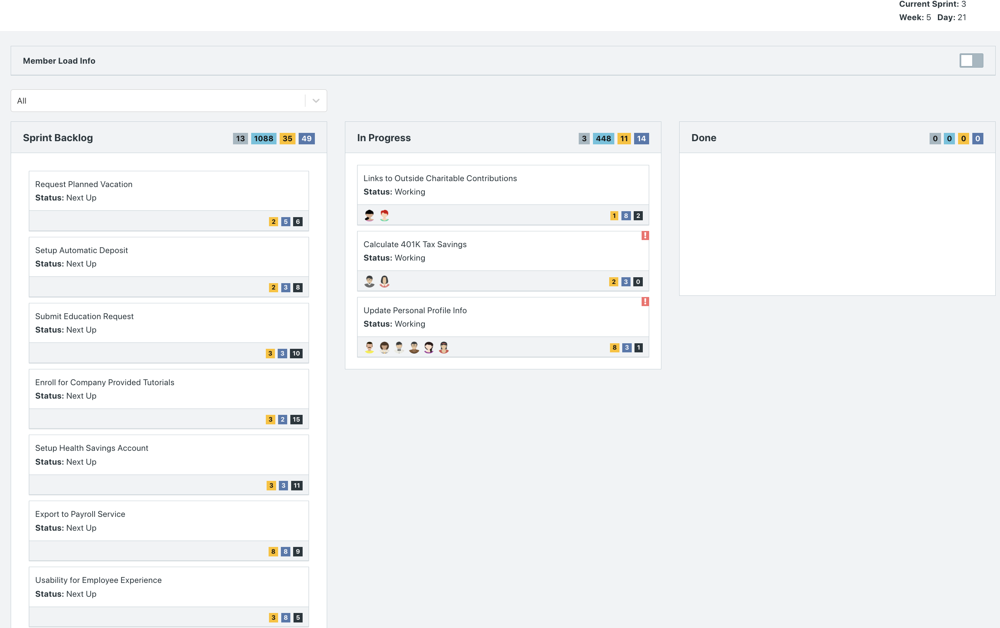 Current Sprint: 3
Week: 5 Day: 21
Member Load Info
All
Sprint Backlog 13 1088 35 49
Request Planned Vacation
Status: Next Up
2 5 6
Setup Automatic Deposit
Status: Next Up
2 3 8
Submit Education Request
Status: Next Up
3 3 10
Enroll for Company Provided Tutorials
Status: Next Up
3 2 15
Setup Health Savings Account
Status: Next Up
3 3 11
Export to Payroll Service
Status: Next Up
8 8 9
Usability for Employee Experience
Status: Next Up
3 8 5
In Progress 3 448 11 14
Links to Outside Charitable Contributions
Status: Working
1 8 2
!
Calculate 401K Tax Savings
Status: Working
2 3 0
!
Update Personal Profile Info
Status: Working
8 3 1
Done 0 0 0 0